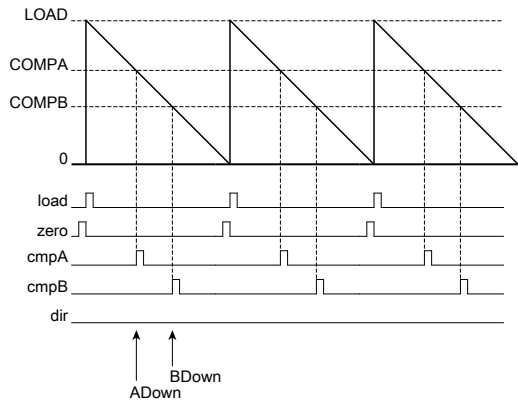 LOAD
COMPA
COMPB
0
load
zero
cmpA
cmpB
dir
BDown
ADown